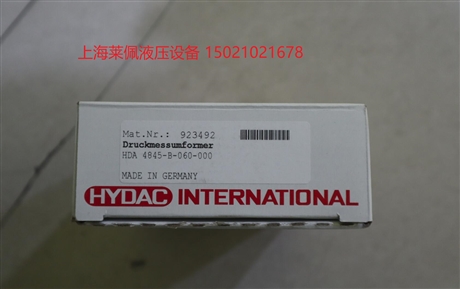 上海莱佩液压设备 15021021678
Mat.Nr.: 923492
Druckmessumformer
HDA 4845-B-060-000
MADE IN GERMANY
HYDAC INTERNATIONAL